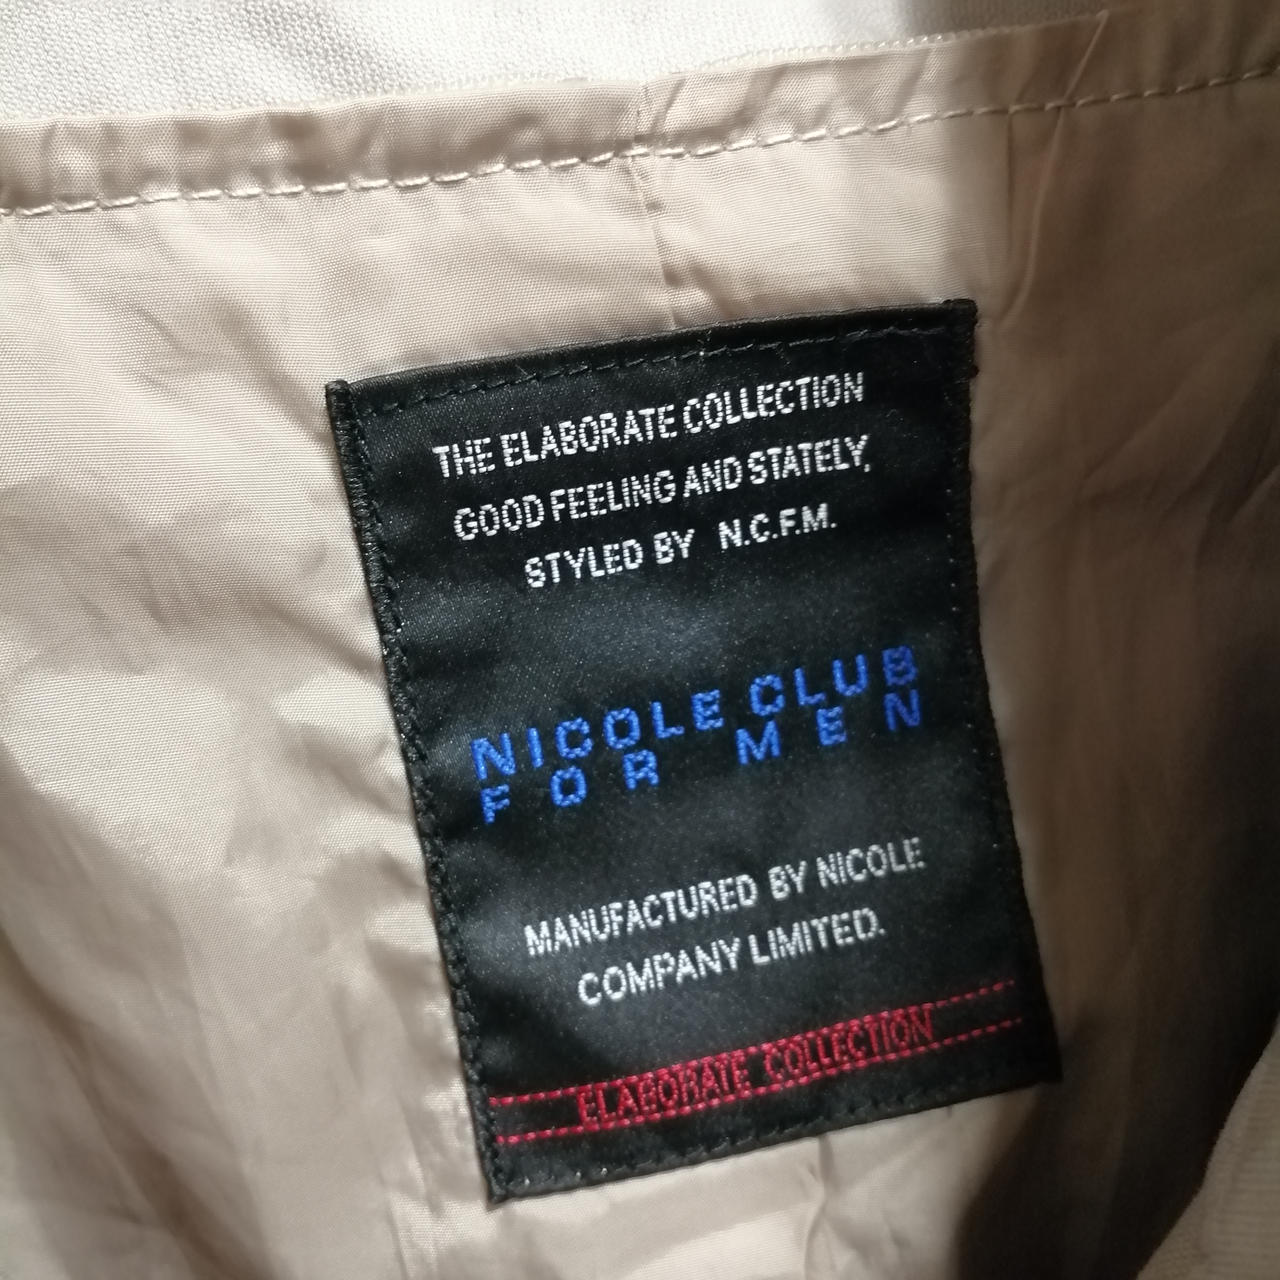 THE ELABORATE COLLECTION
GOOD FEELING AND STATELY,
STYLED BY N.C.F.M.
NICOLE CLUB
FOR MEN
MANUFACTURED BY NICOLE
COMPANY LIMITED.
ELABORATE COLLECTION